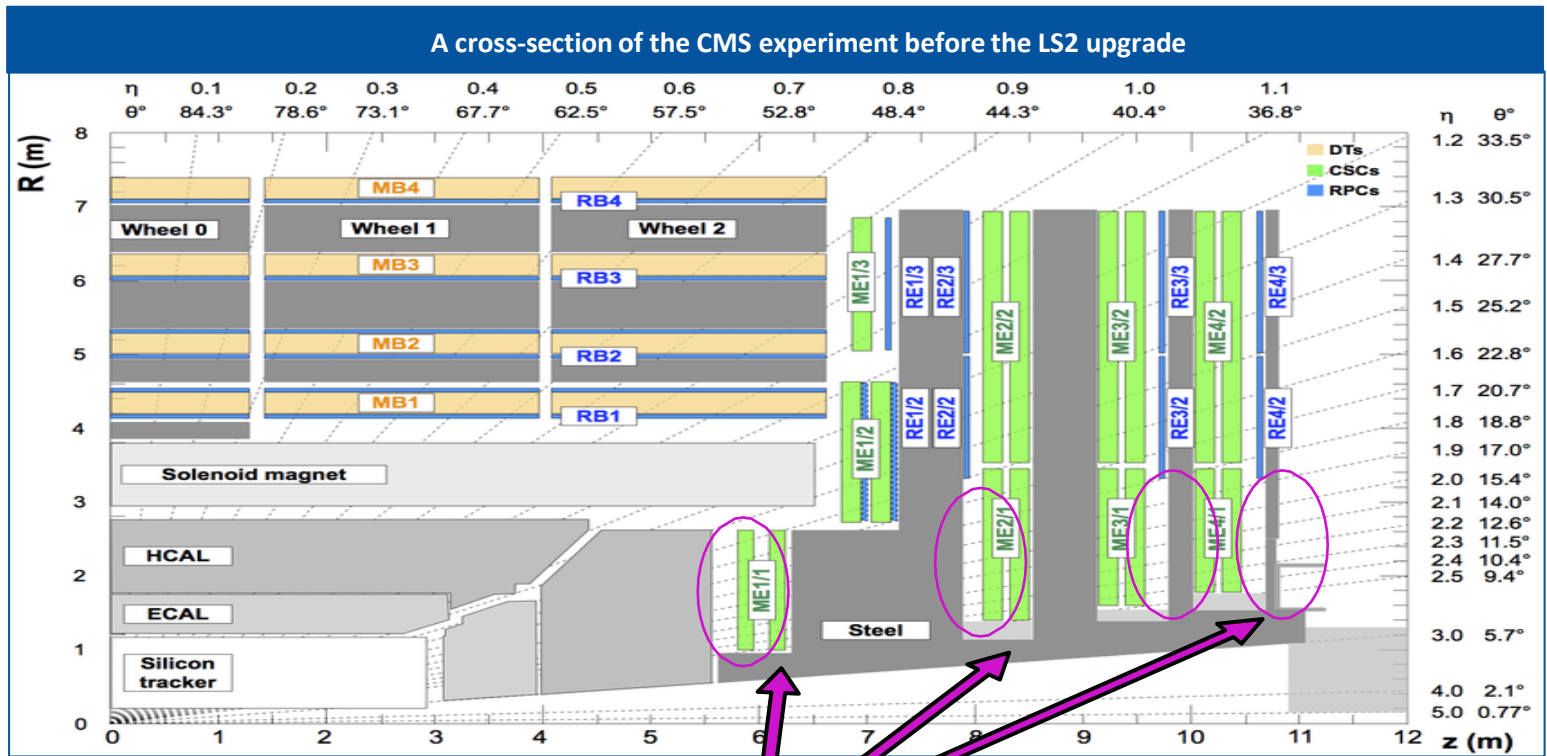 A cross-section of the CMS experiment before the LS2 upgrade
η 0.1 0.2 0.3 0.4 0.5 0.6 0.7 0.8 0.9 1.0 1.1 η θ°
θ° 84.3° 78.6° 73.1° 67.7° 62.5° 57.5° 52.8° 48.4° 44.3° 40.4° 36.8°
R (m)
8
7
6
5
4
3
2
1
0
DTs
CSCs
RPCs
MB4
RB4
Wheel 0 Wheel 1 Wheel 2
MB3
RB3
MB2
RB2
MB1
RB1
Solenoid magnet
HCAL
ECAL
Silicon
tracker
Steel
ME1/1
ME1/2
ME1/3
RE1/3
RE2/3
RE1/2
RE2/2
ME2/2
ME2/1
ME3/2
ME3/1
RE3/3
RE3/2
ME4/2
ME4/1
RE4/3
RE4/2
1.2 33.5°
1.3 30.5°
1.4 27.7°
1.5 25.2°
1.6 22.8°
1.7 20.7°
1.8 18.8°
1.9 17.0°
2.0 15.4°
2.1 14.0°
2.2 12.6°
2.3 11.5°
2.4 10.4°
2.5 9.4°
3.0 5.7°
4.0 2.1°
5.0 0.77°
0 1 2 3 4 5 6 7 8 9 10 11 12
z (m)